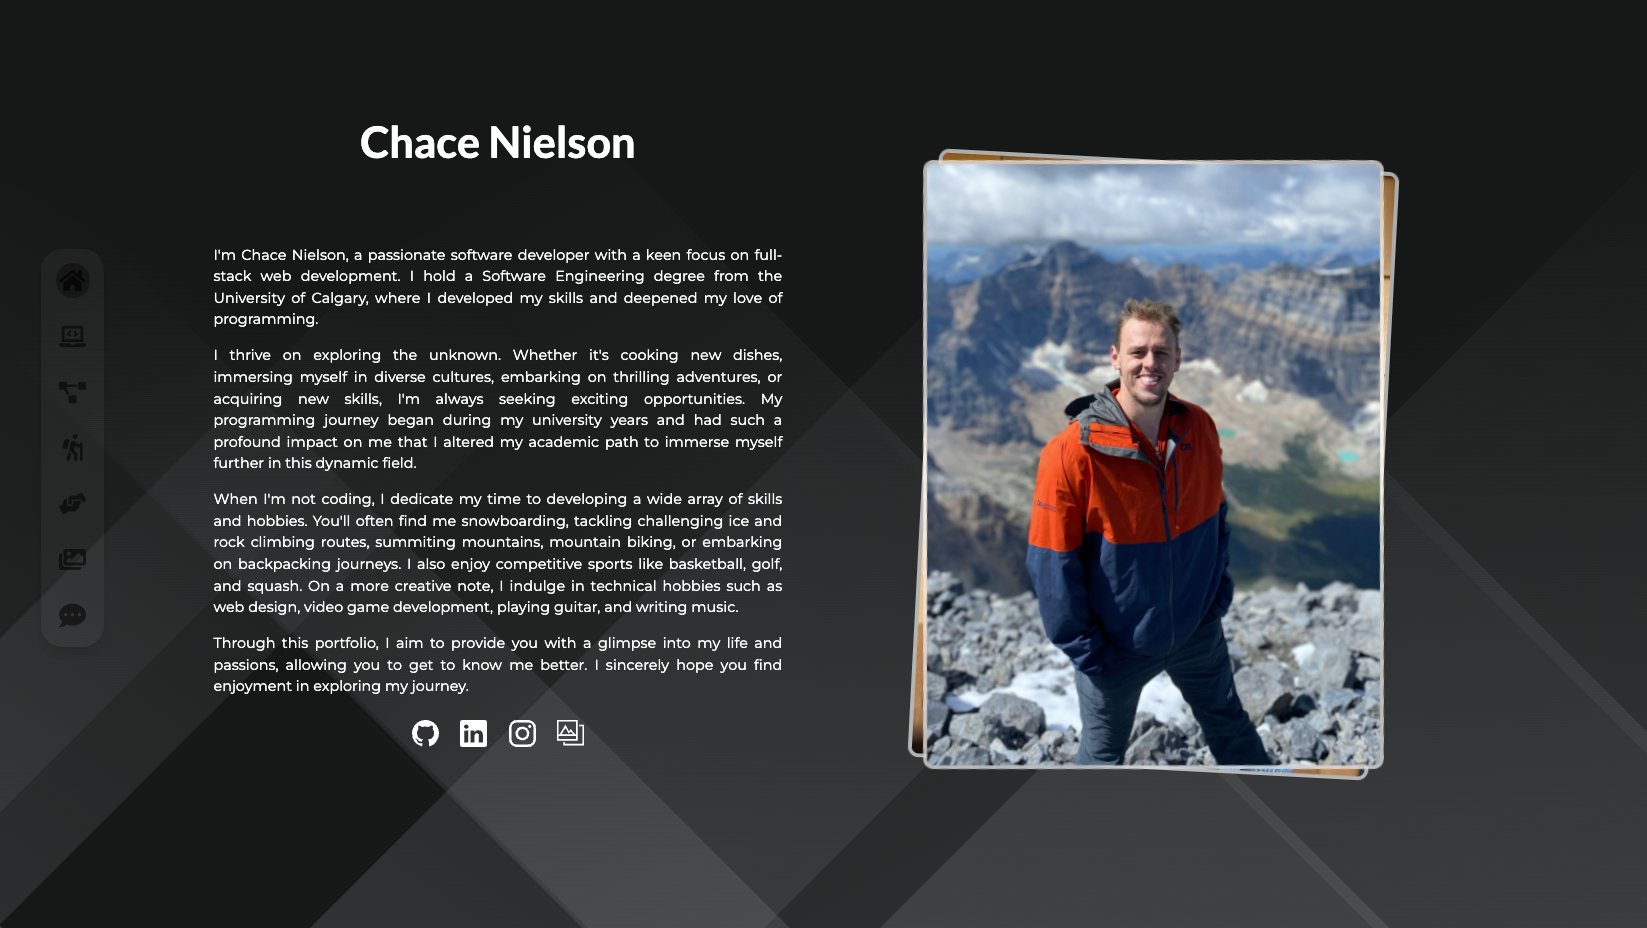 Chace Nielson
I'm Chace Nielson, a passionate software developer with a keen focus on full-
stack web development. I hold a Software Engineering degree from the
University of Calgary, where I developed my skills and deepened my love of
programming.
I thrive on exploring the unknown. Whether it's cooking new dishes,
immersing myself in diverse cultures, embarking on thrilling adventures, or
acquiring new skills, I'm always seeking exciting opportunities. My
programming journey began during my university years and had such a
profound impact on me that I altered my academic path to immerse myself
further in this dynamic field.
When I'm not coding, I dedicate my time to developing a wide array of skills
and hobbies. You'll often find me snowboarding, tackling challenging ice and
rock climbing routes, summiting mountains, mountain biking, or embarking
on backpacking journeys. I also enjoy competitive sports like basketball, golf,
and squash. On a more creative note, I indulge in technical hobbies such as
web design, video game development, playing guitar, and writing music.
Through this portfolio, I aim to provide you with a glimpse into my life and
passions, allowing you to get to know me better. I sincerely hope you find
enjoyment in exploring my journey.
in